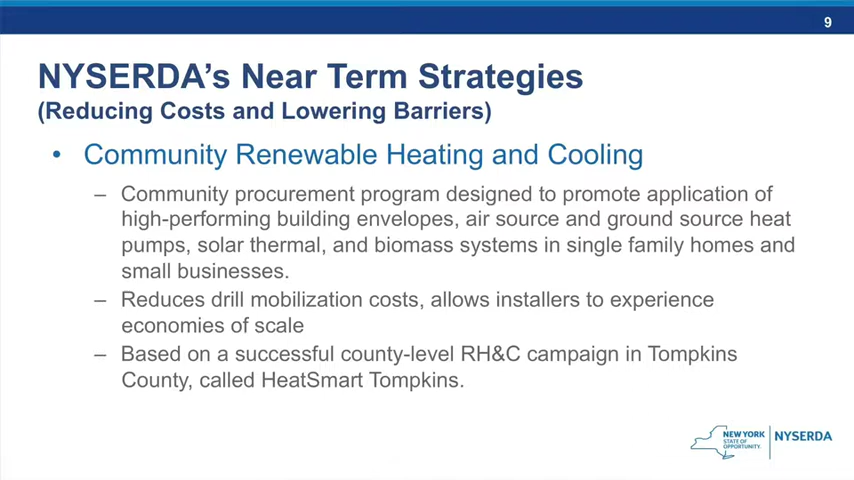 9
NYSERDA's Near Term Strategies
(Reducing Costs and Lowering Barriers)
• Community Renewable Heating and Cooling
– Community procurement program designed to promote application of
high-performing building envelopes, air source and ground source heat
pumps, solar thermal, and biomass systems in single family homes and
small businesses.
– Reduces drill mobilization costs, allows installers to experience
economies of scale
– Based on a successful county-level RH&C campaign in Tompkins
County, called HeatSmart Tompkins.
NEW YORK
STATE OF
OPPORTUNITY.
NYSERDA